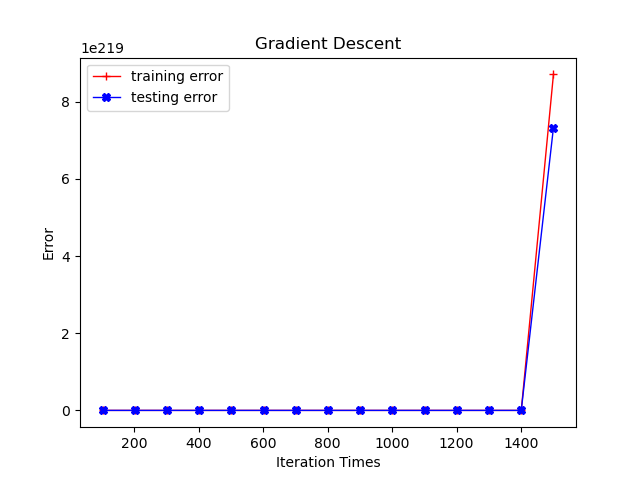 Gradient Descent
1e219
training error
testing error
8
6
4
2
0
Error
200 400 600 800 1000 1200 1400
Iteration Times